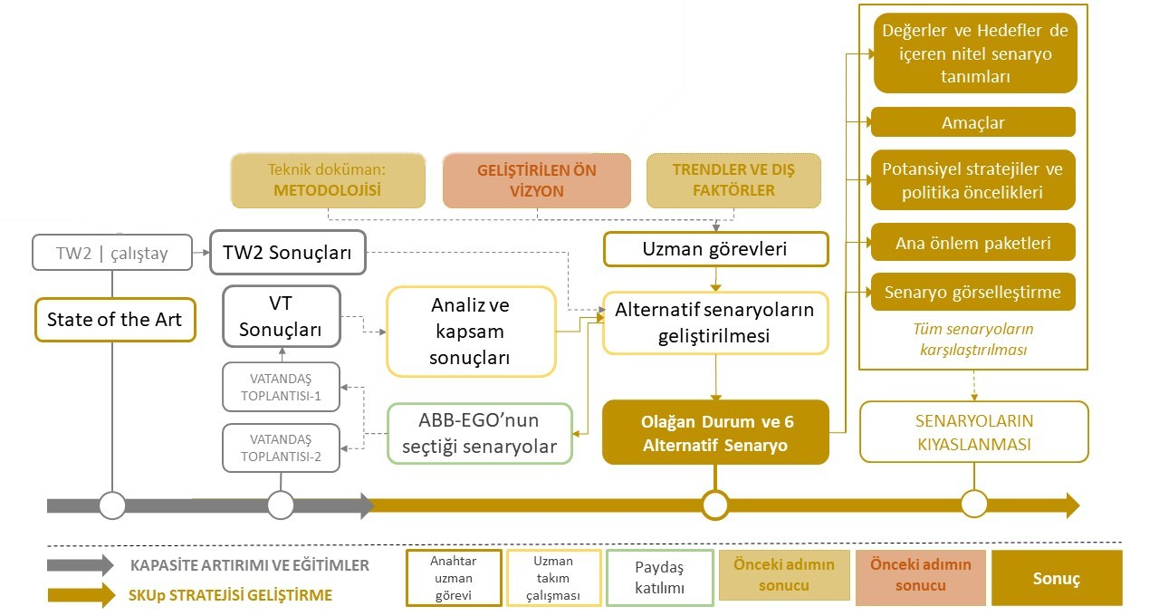 Değerler ve Hedefler de
içeren nitel senaryo
tanımları
Amaçlar
Teknik doküman:
METODOLOJİSİ
GELİŞTİRİLEN ÖN
VİZYON
TRENDLER VE DIŞ
FAKTÖRLER
Potansiyel stratejiler ve
politika öncelikleri
TW2 | çalıştay
TW2 Sonuçları
Uzman görevleri
Ana önlem paketleri
State of the Art
VT
Sonuçları
Analiz ve
kapsam
sonuçları
Alternatif senaryoların
geliştirilmesi
Senaryo görselleştirme
Tüm senaryoların
karşılaştırılması
VATANDAŞ
TOPLANTISI-1
VATANDAŞ
TOPLANTISI-2
ABB-EGO’nun
seçtiği senaryolar
Olağan Durum ve 6
Alternatif Senaryo
SENARYOLARIN
KIYASLANMASI
KAPASİTE ARTIRIMI VE EĞİTİMLER
SKUp STRATEJİSİ GELİŞTİRME
Anahtar
uzman
görevi
Uzman
takım
çalışması
Paydaş
katılımı
Önceki adımın
sonucu
Önceki adımın
sonucu
Sonuç